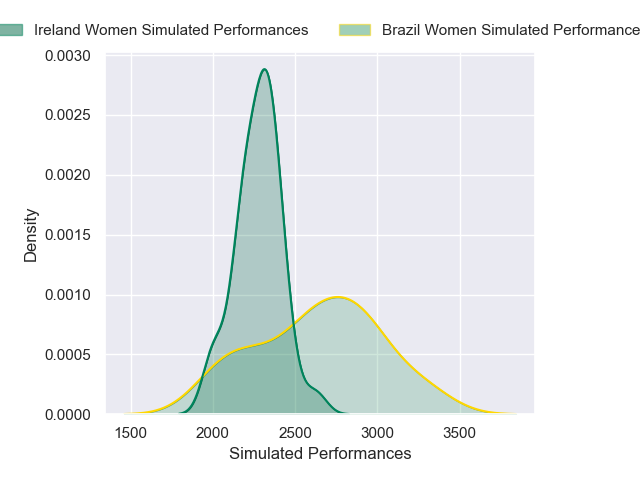 Ireland Women Simulated Performances
Brazil Women Simulated Performance
0.0030
0.0025
0.0020
0.0015
0.0010
0.0005
0.0000
Density
1500 2000 2500 3000 3500
Simulated Performances